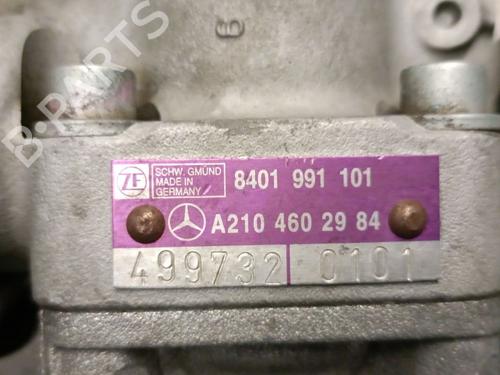 B
B-PARTS
ZF SCHW. GMÜND MADE IN GERMANY 8401 991 101
A210 460 29 84
499732 0101